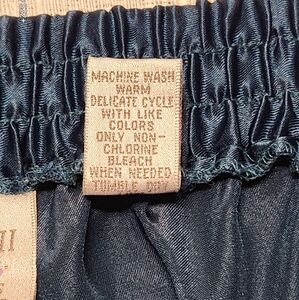 MACHINE WASH
WARM
DELICATE CYCLE
WITH LIKE
COLORS
ONLY NON-
CHLORINE
BLEACH
WHEN NEEDED
TUMBLE DRY